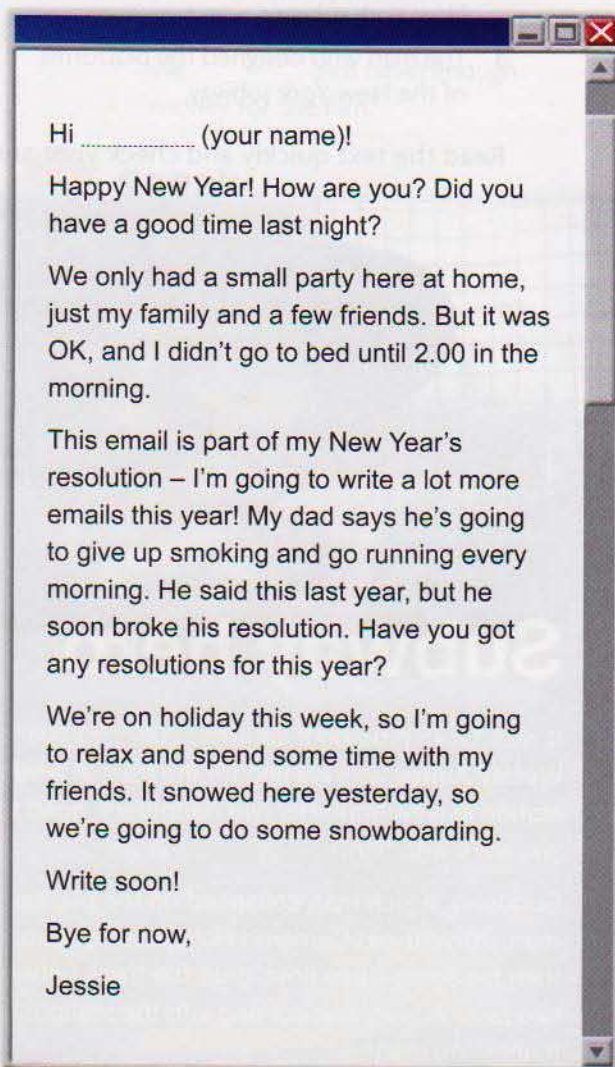 Hi ............ (your name)!
Happy New Year! How are you? Did you
have a good time last night?
We only had a small party here at home,
just my family and a few friends. But it was
OK, and I didn't go to bed until 2.00 in the
morning.
This email is part of my New Year's
resolution – I'm going to write a lot more
emails this year! My dad says he's going
to give up smoking and go running every
morning. He said this last year, but he
soon broke his resolution. Have you got
any resolutions for this year?
We're on holiday this week, so I'm going
to relax and spend some time with my
friends. It snowed here yesterday, so
we're going to do some snowboarding.
Write soon!
Bye for now,
Jessie